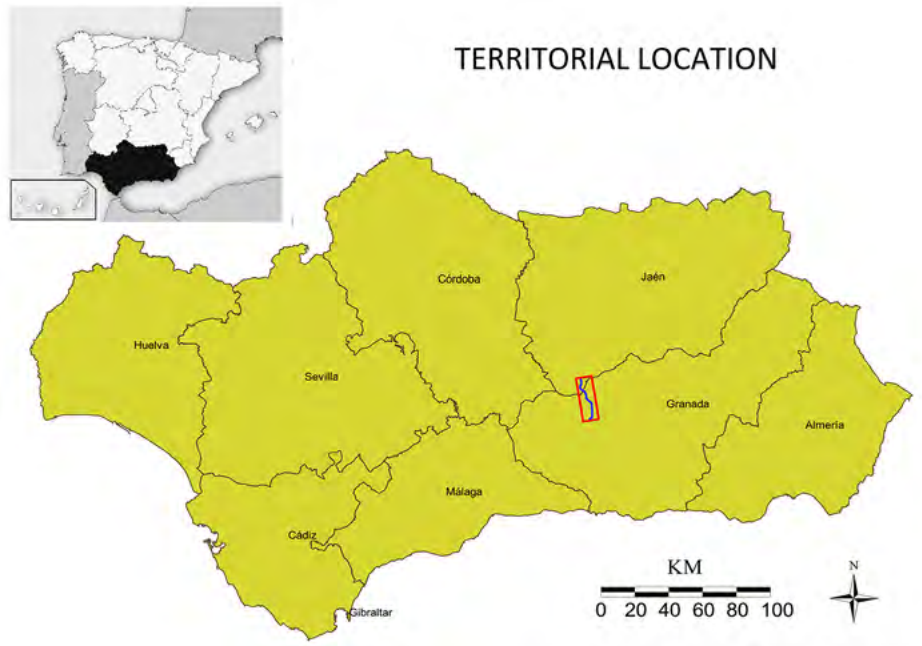 TERRITORIAL LOCATION
Córdoba
Jaén
Huelva
Sevilla
Granada
Almería
Málaga
Cádiz
Gibraltar
KM
0 20 40 60 80 100
N